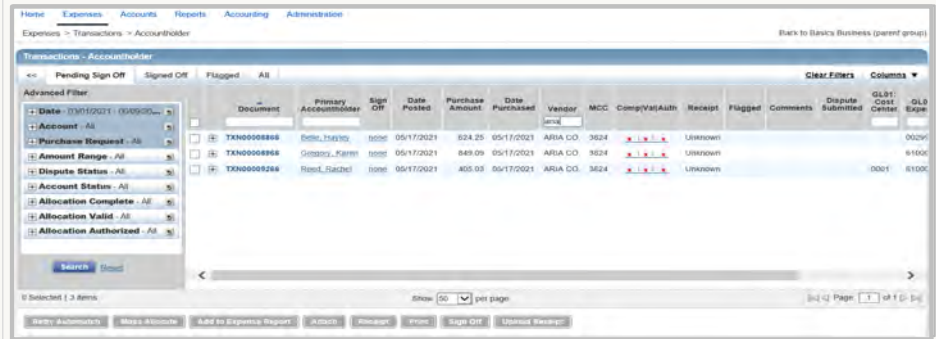 Home Expenses Accounts Reports Accounting Administration
Expenses > Transactions > Accountholder Back to Basics Business (parent group)
Transactions - Accountholder
<< Pending Sign Off Signed Off Flagged All Clear Filters Columns
Advanced Filter
Date - 03/01/2021 -
Account - All
Purchase Request - All
Amount Range - All
Dispute Status - All
Account Status - All
Allocation Complete - All
Allocation Valid - All
Allocation Authorized - All
Search Reset
Document Primary Accountholder Sign Off Date Posted Purchase Amount Date Purchased Vendor MCC Comp|Val|Auth Receipt Flagged Comments Dispute Submitted GL01: Cost Center
aria
TXN00006866 Hayley none 05/17/2021 624.25 05/17/2021 ARIA CO. 3624 Unknown
Gregory, Karen none 05/17/2021 849.09 05/17/2021 ARIA CO. 3624 Unknown
TXN00009266 Reed, Rachel none 05/17/2021 405.03 05/17/2021 ARIA CO. 3624 Unknown 0001
0 Selected | 3 Items Show 50 per page Page 1 of 1
Retry Automatch Mass Allocate Add to Expense Report Attach Receipt Print Sign Off Unlink Receipt